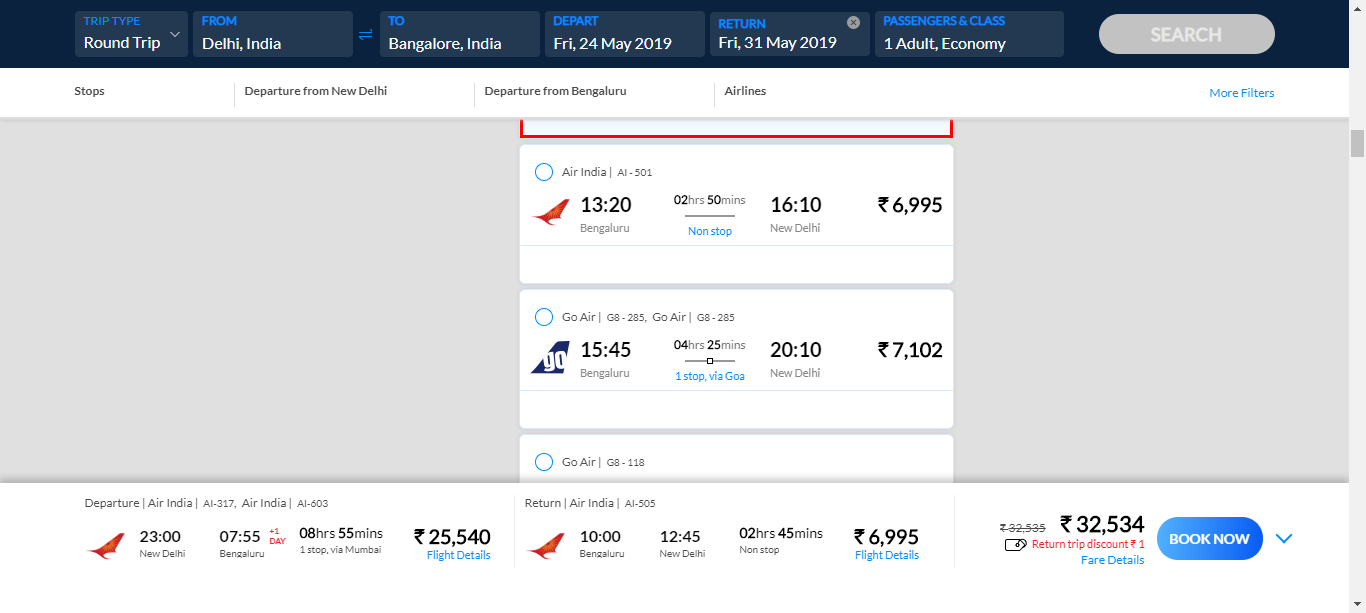 TRIP TYPE FROM TO DEPART RETURN PASSENGERS & CLASS
Round Trip Delhi, India Bangalore, India Fri, 24 May 2019 Fri, 31 May 2019 1 Adult, Economy SEARCH
Stops Departure from New Delhi Departure from Bengaluru Airlines More Filters
Air India | AI - 501
13:20 02hrs 50mins 16:10 ₹ 6,995
Bengaluru Non stop New Delhi
Go Air | G8 - 285, Go Air | G8 - 285
go 15:45 04hrs 25mins 20:10 ₹ 7,102
Bengaluru 1 stop, via Goa New Delhi
Go Air | G8 - 118
Departure | Air India | AI-317, Air India | AI-603
23:00 07:55 +1 DAY 08hrs 55mins ₹ 25,540
New Delhi Bengaluru 1 stop, via Mumbai Flight Details
Return | Air India | AI-505
10:00 12:45 02hrs 45mins ₹ 6,995
Bengaluru New Delhi Non stop Flight Details
₹ 32,535 ₹ 32,534
Return trip discount ₹ 1
Fare Details
BOOK NOW